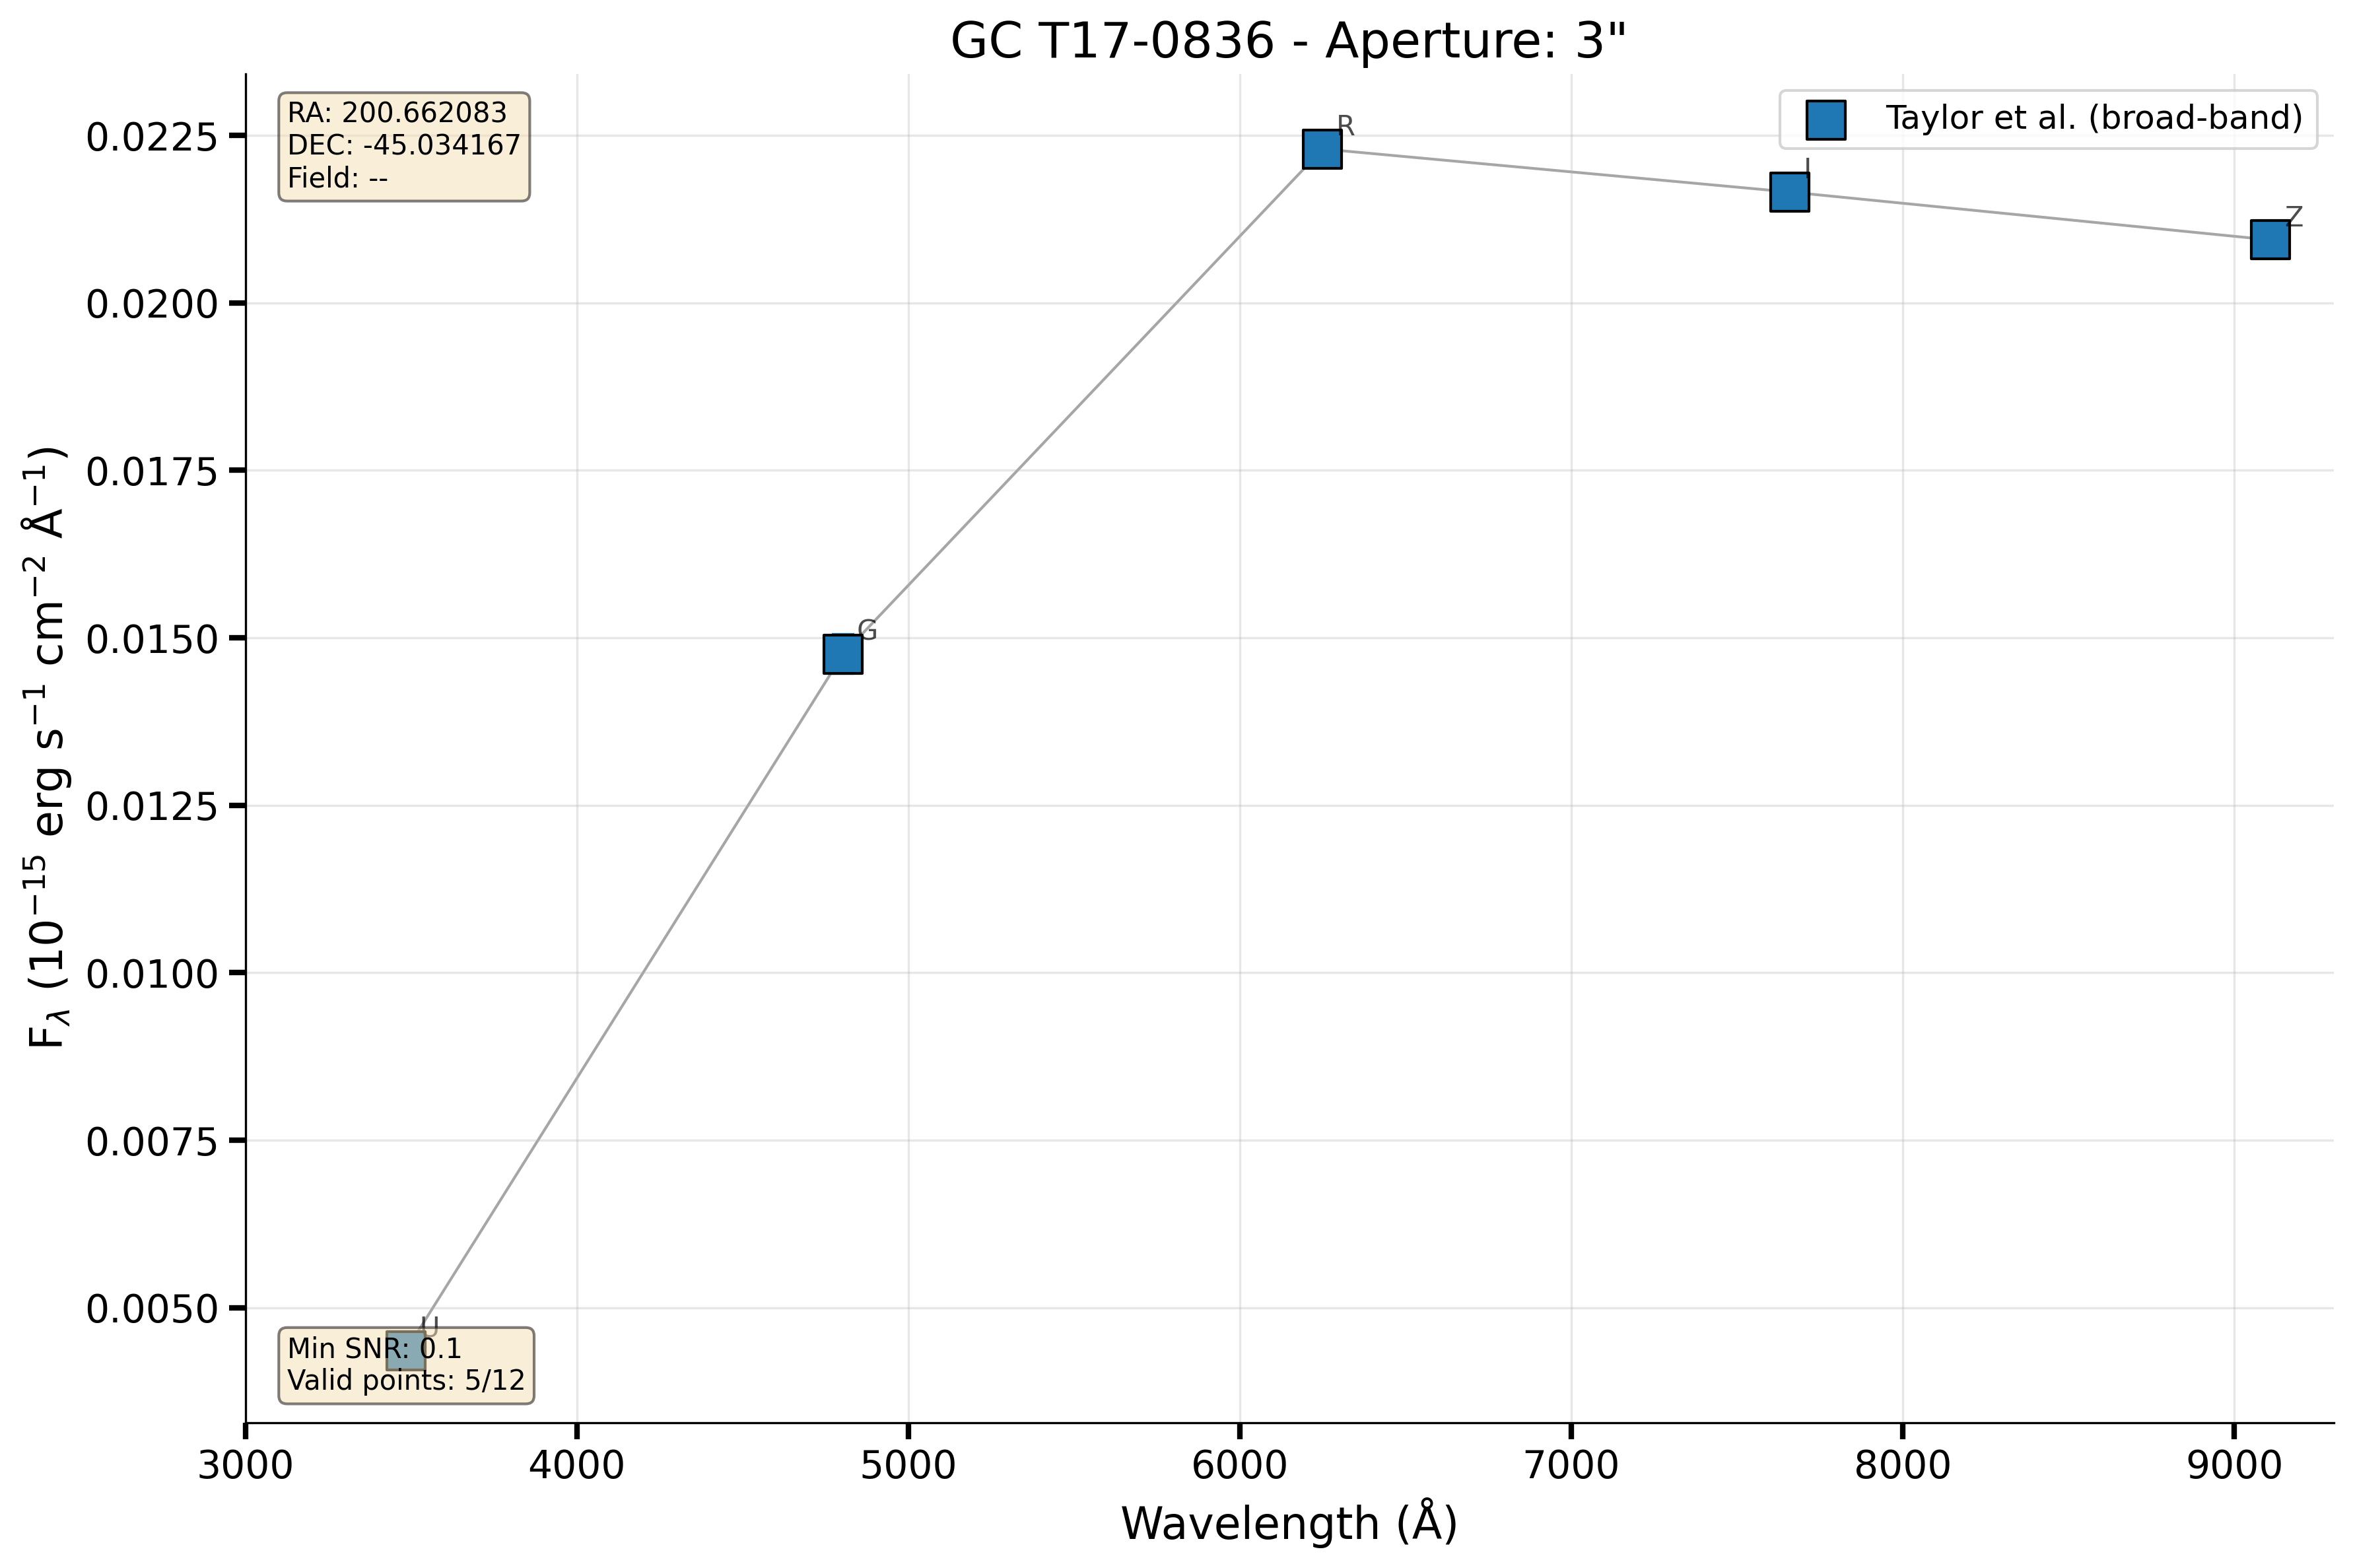 GC T17-0836 - Aperture: 3"
RA: 200.662083
DEC: -45.034167
Field: --
Taylor et al. (broad-band)
R
I
Z
G
U
Min SNR: 0.1
Valid points: 5/12
0.0225
0.0200
0.0175
0.0150
0.0125
0.0100
0.0075
0.0050
F_λ (10⁻¹⁵ erg s⁻¹ cm⁻² Å⁻¹)
3000 4000 5000 6000 7000 8000 9000
Wavelength (Å)